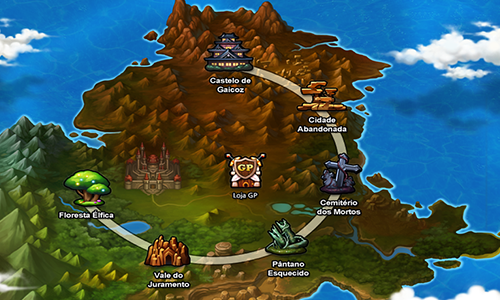 Castelo de
Gaicoz
Cidade
Abandonada
GP
Loja GP
Cemitério
dos Mortos
Floresta Élfica
Pântano
Esquecido
Vale do
Juramento